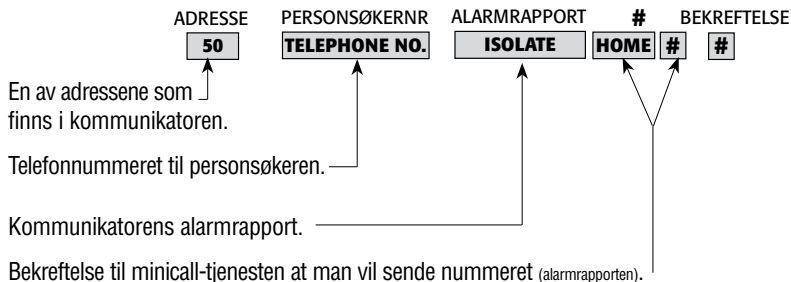 ADRESSE PERSONSØKERNR ALARMRAPPORT # BEKREFTELSE
50 TELEPHONE NO. ISOLATE HOME # #
En av adressene som
finns i kommunikatoren.
Telefonnummeret til personsøkeren.
Kommunikatorens alarmrapport.
Bekreftelse til minicall-tjenesten at man vil sende nummeret (alarmrapporten).